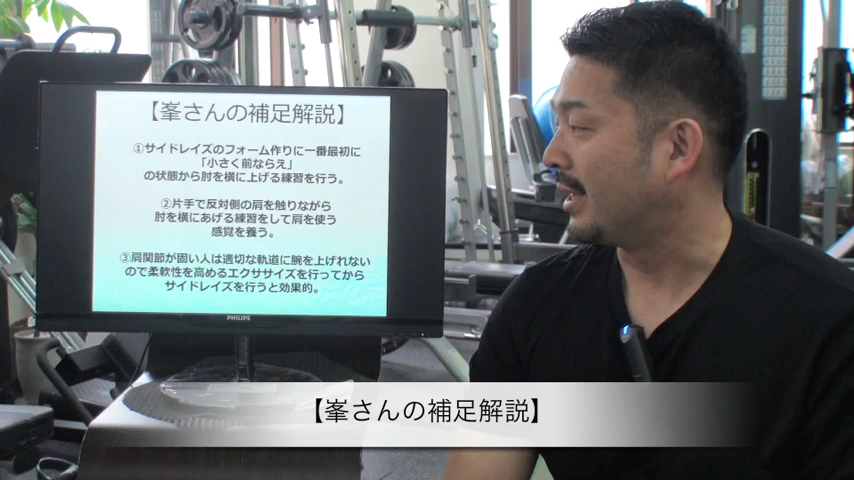 【峯さんの補足解説】
①サイドレイズのフォーム作りに一番最初に
「小さく前ならえ」
の状態から肘を横に上げる練習を行う。
②片手で反対側の肩を触りながら
肘を横にあげる練習をして肩を使う
感覚を養う。
③肩関節が固い人は適切な軌道に腕を上げれない
ので柔軟性を高めるエクササイズを行ってから
サイドレイズを行うと効果的。
PHILIPS
【峯さんの補足解説】